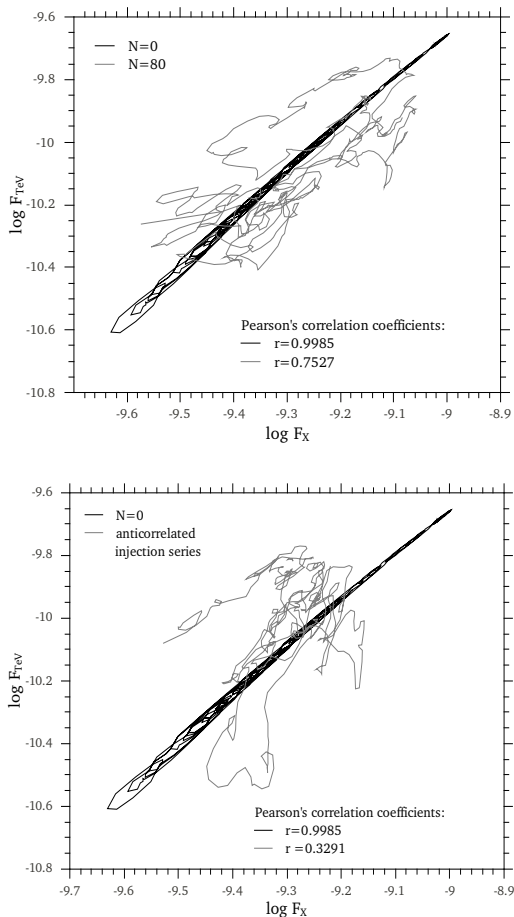 -9.6
N=0
N=80
-9.8
-10
log F_TeV
-10.2
-10.4
Pearson's correlation coefficients:
r=0.9985
-10.6
r=0.7527
-10.8
-9.6 -9.5 -9.4 -9.3 -9.2 -9.1 -9 -8.9
log F_X
-9.6
N=0
anticorrelated
injection series
-9.8
-10
log F_TeV
-10.2
-10.4
-10.6
Pearson's correlation coefficients:
r=0.9985
r =0.3291
-10.8
-9.7 -9.6 -9.5 -9.4 -9.3 -9.2 -9.1 -9 -8.9
log F_X